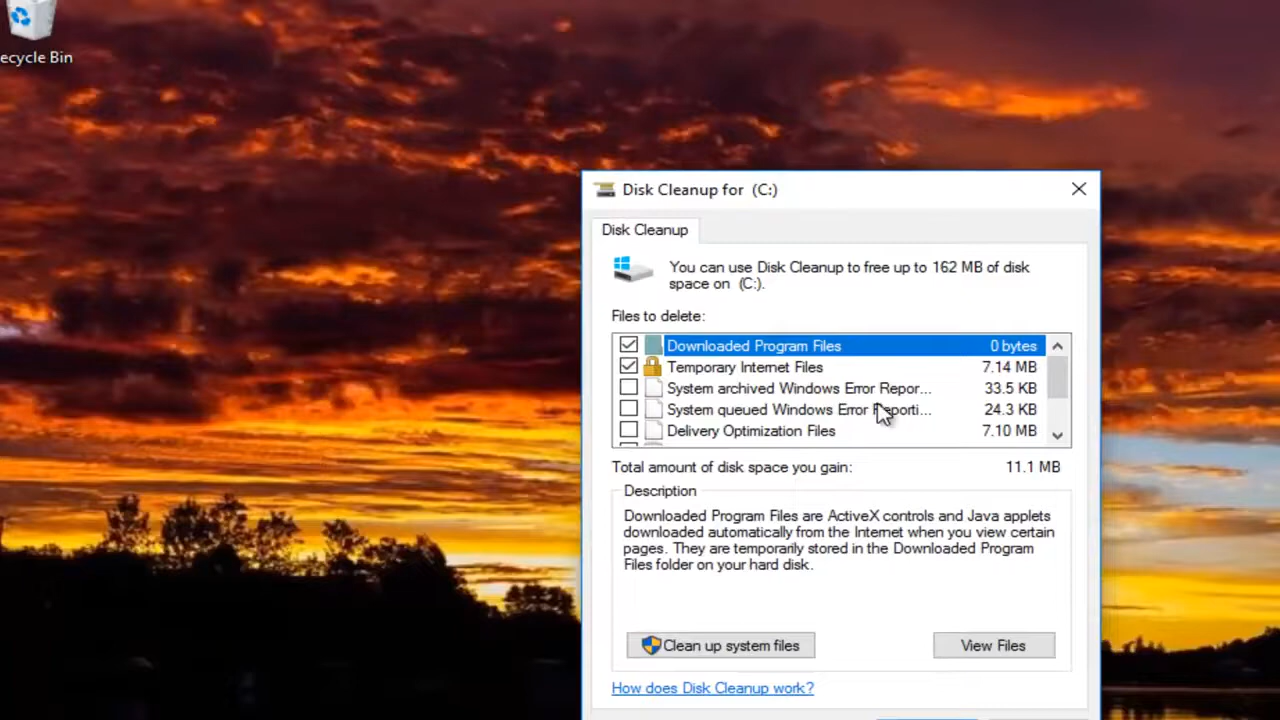 ecycle Bin
Disk Cleanup for (C:)
Disk Cleanup
You can use Disk Cleanup to free up to 162 MB of disk
space on (C:).
Files to delete:
Downloaded Program Files 0 bytes
Temporary Internet Files 7.14 MB
System archived Windows Error Repor... 33.5 KB
System queued Windows Error Reporti... 24.3 KB
Delivery Optimization Files 7.10 MB
Total amount of disk space you gain: 11.1 MB
Description
Downloaded Program Files are ActiveX controls and Java applets
downloaded automatically from the Internet when you view certain
pages. They are temporarily stored in the Downloaded Program
Files folder on your hard disk.
Clean up system files View Files
How does Disk Cleanup work?